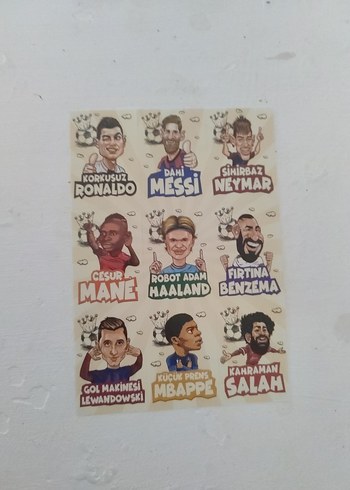 KORKUSUZ
RONALDO
DAHİ
MESSİ
SİHİRBAZ
NEYMAR
CESUR
MANE
ROBOT ADAM
HAALAND
FIRTINA
BENZEMA
GOL MAKİNESİ
LEWANDOWSKİ
KÜÇÜK PRENS
MBAPPE
KAHRAMAN
SALAH